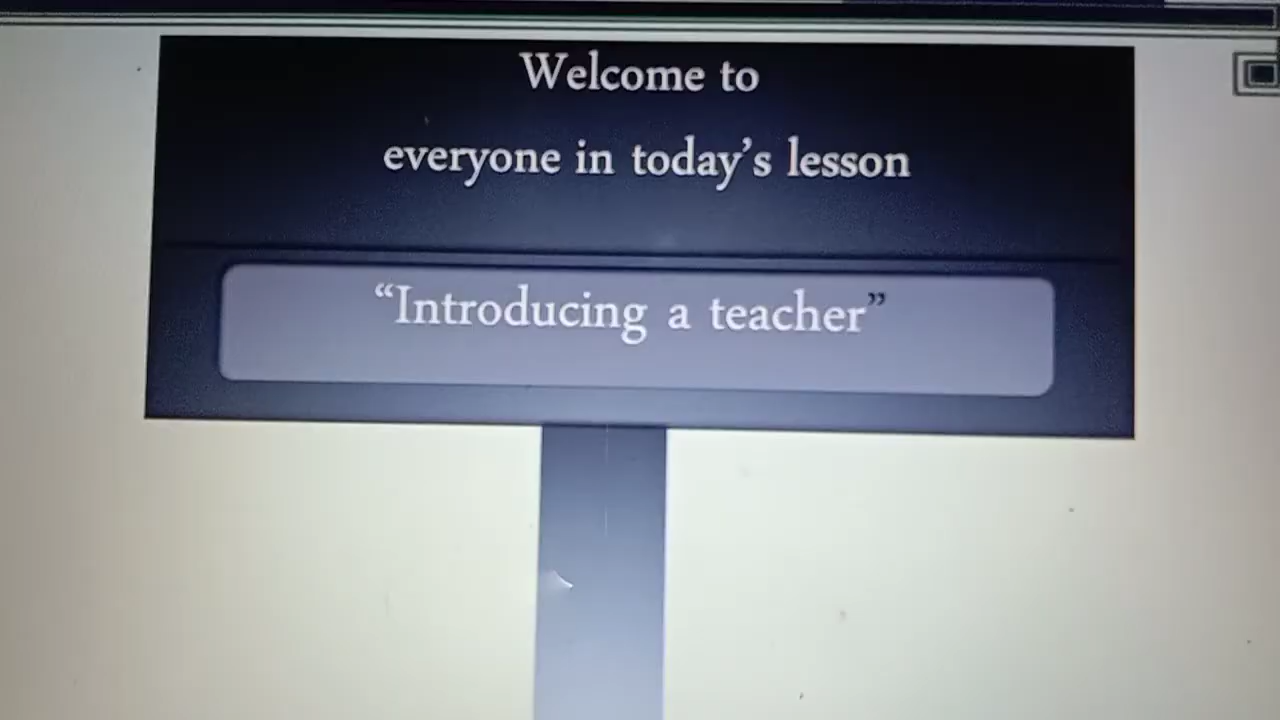 Welcome to
everyone in today’s lesson
“Introducing a teacher”